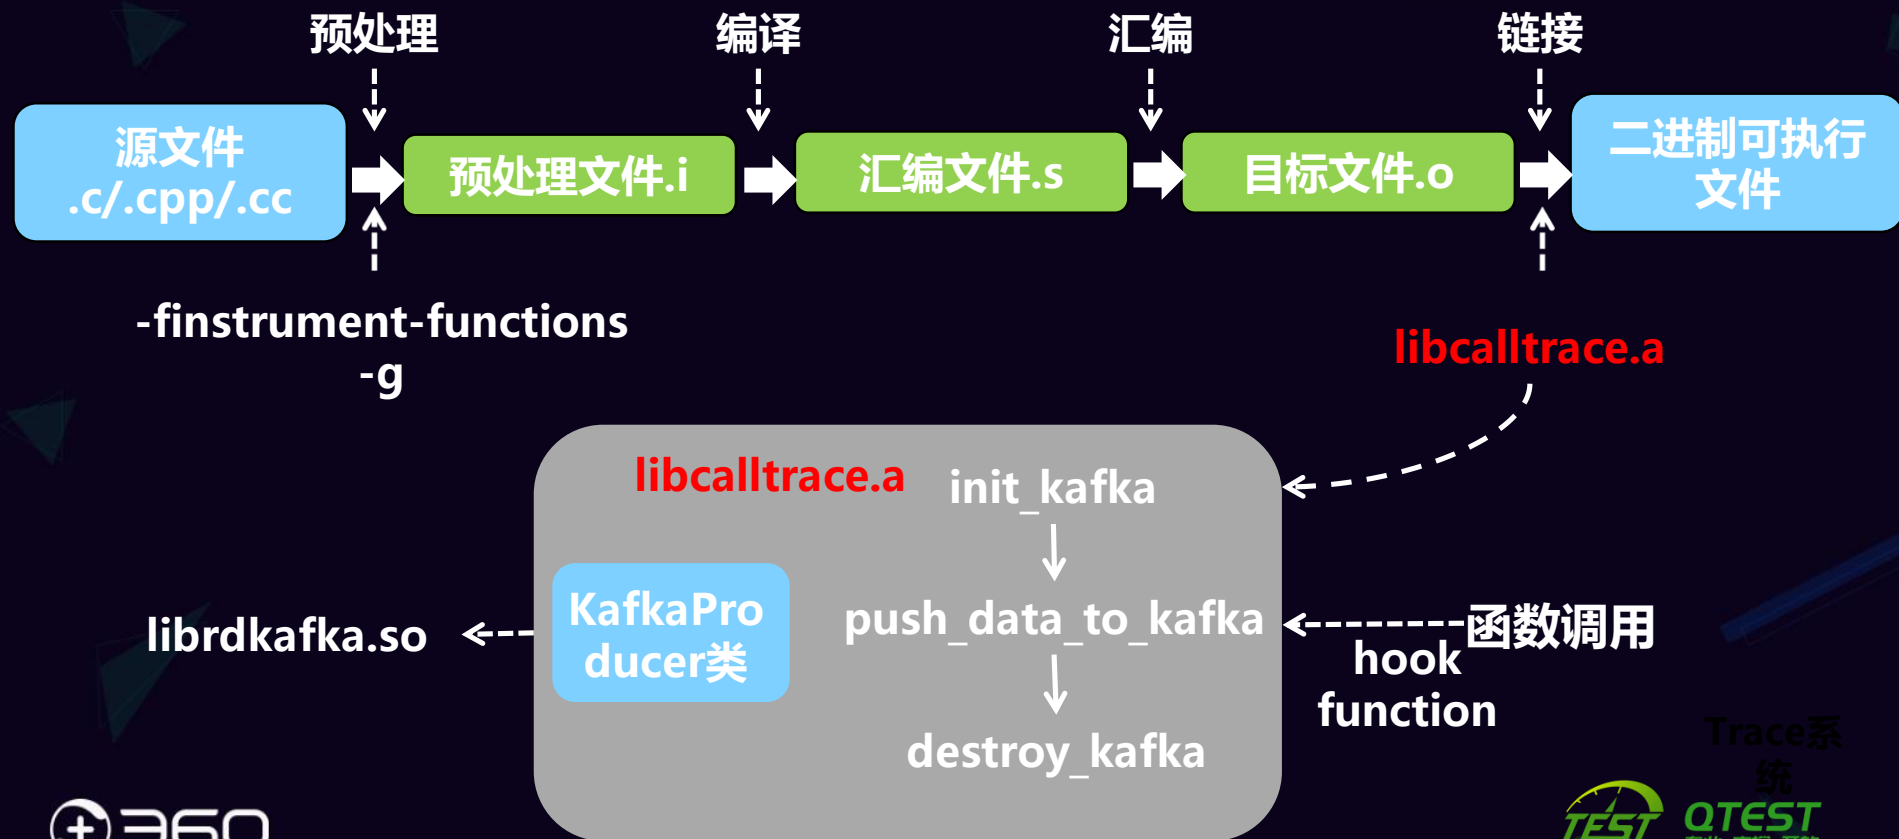 预处理
编译
汇编
链接
源文件
.c/.cpp/.cc
预处理文件.i
汇编文件.s
目标文件.o
二进制可执行
文件
-finstrument-functions
-g
libcalltrace.a
libcalltrace.a
init_kafka
KafkaPro
ducer类
push_data_to_kafka
destroy_kafka
librdkafka.so
函数调用
hook
function
Trace系
统
360
TEST
QTEST